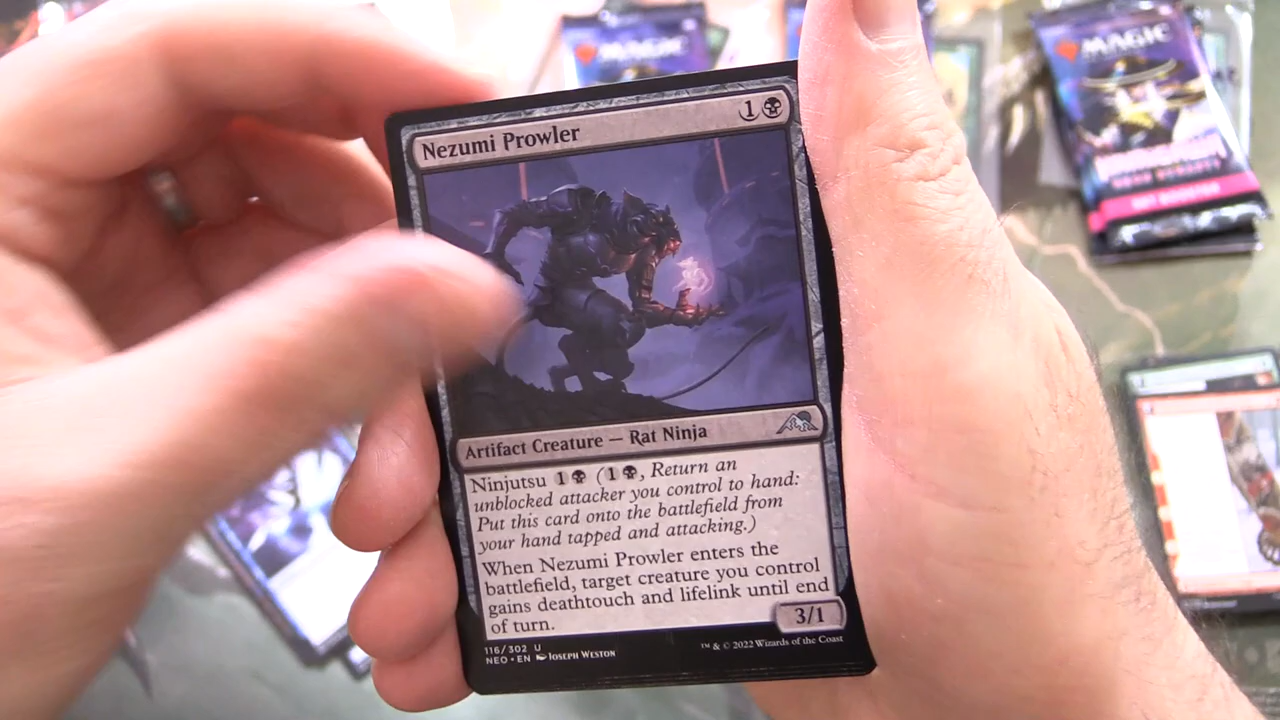 MAGIC
MAGIC
Nezumi Prowler 1
Artifact Creature — Rat Ninja
Ninjutsu 1 (1, Return an
unblocked attacker you control to hand:
Put this card onto the battlefield from
your hand tapped and attacking.)
When Nezumi Prowler enters the
battlefield, target creature you control
gains deathtouch and lifelink until end
of turn.
3/1
116/302 U
NEO • EN Joseph Weston
™ & © 2022 Wizards of the Coast